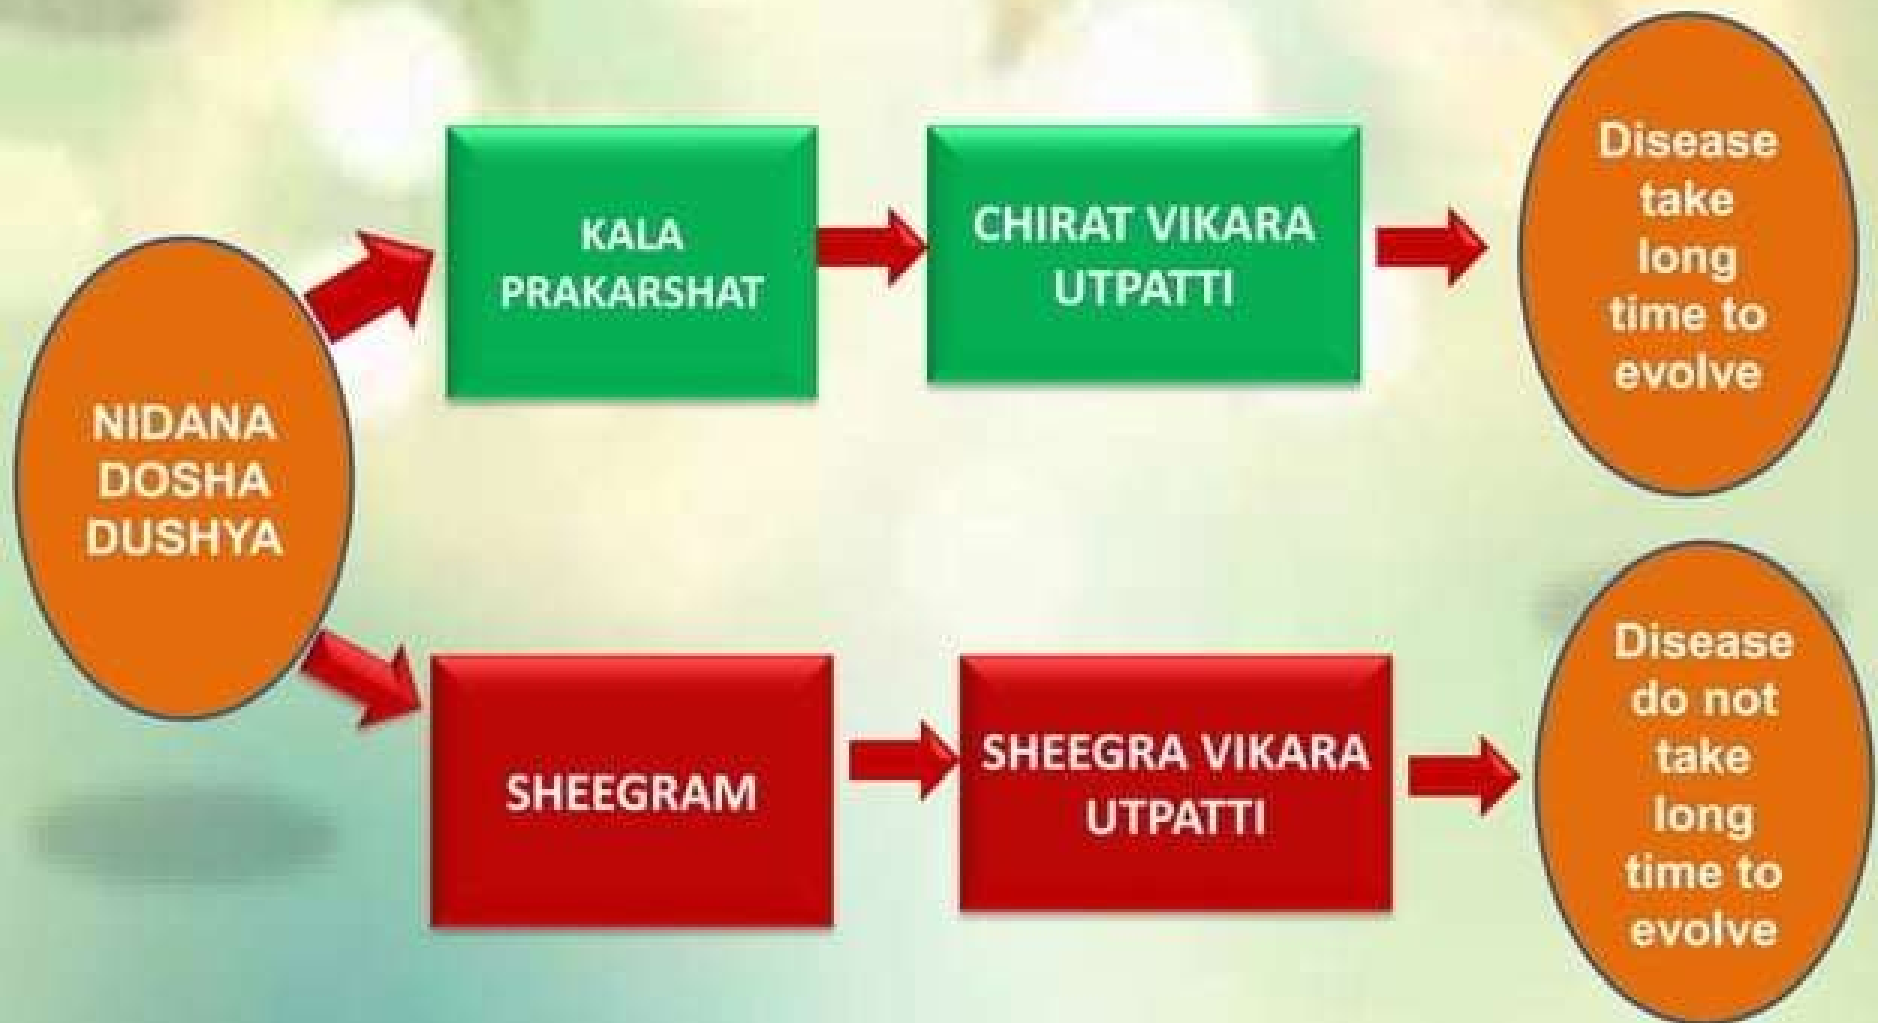 NIDANA
DOSHA
DUSHYA
KALA
PRAKARSHAT
CHIRAT VIKARA
UTPATTI
Disease
take
long
time to
evolve
SHEEGRAM
SHEEGRA VIKARA
UTPATTI
Disease
do not
take
long
time to
evolve